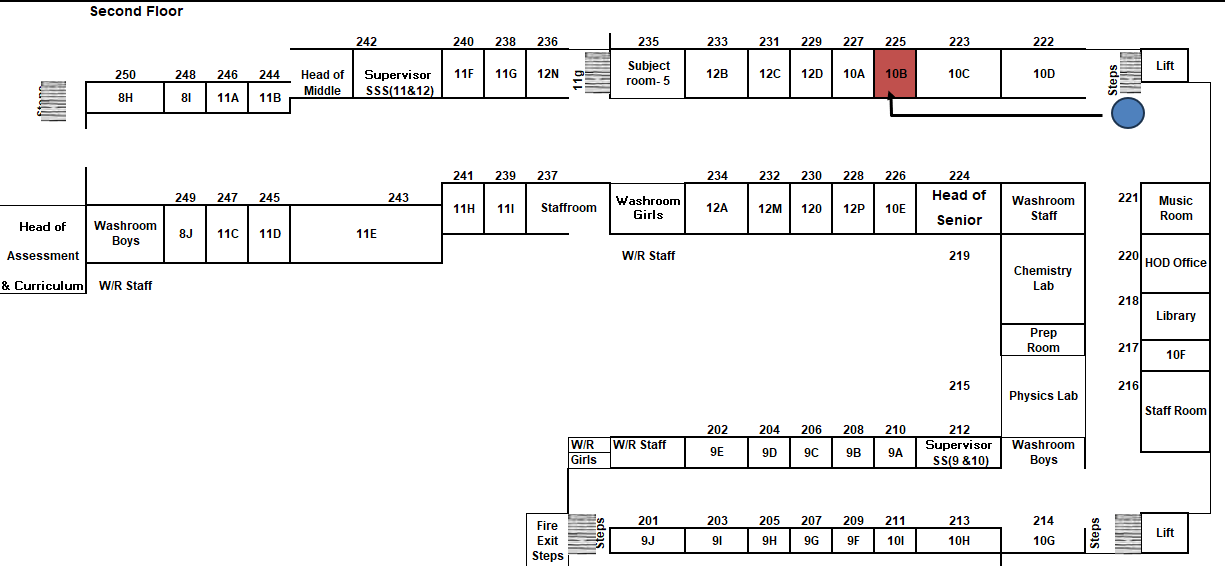 Second Floor
242 240 238 236 235 233 231 229 227 225 223 222
250 248 246 244
Head of
Middle
Supervisor
SSS(11&12)
11F 11G 12N
11g
Subject
room- 5
12B 12C 12D 10A 10B 10C 10D
Steps
Lift
Steps
8H 8I 11A 11B
241 239 237 234 232 230 228 226 224
249 247 245 243
221
Head of
Assessment
& Curriculum
Washroom
Boys
8J 11C 11D 11E
11H 11I Staffroom
Washroom
Girls
12A 12M 120 12P 10E
Head of
Senior
Washroom
Staff
Music
Room
W/R Staff
W/R Staff
219
Chemistry
Lab
220
HOD Office
218
Library
Prep
Room
217
10F
215
Physics Lab
216
Staff Room
202 204 206 208 210 212
W/R
Girls
W/R Staff
9E 9D 9C 9B 9A
Supervisor
SS(9 &10)
Washroom
Boys
201 203 205 207 209 211 213 214
Fire
Exit
Steps
Steps
9J 9I 9H 9G 9F 10I 10H 10G
Steps
Lift